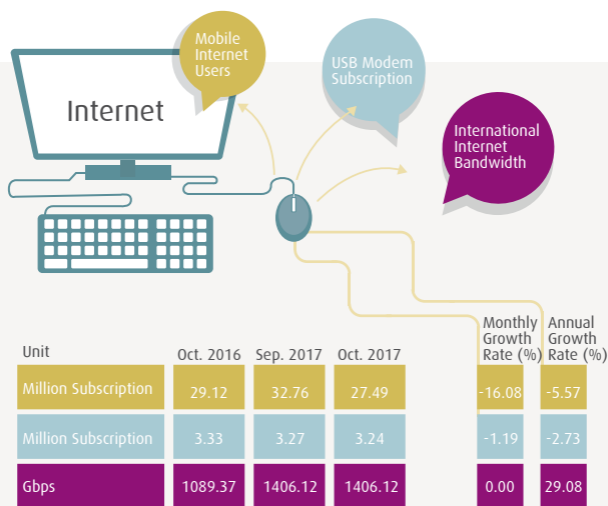 Mobile
Internet
Users
USB Modem
Subscription
Internet
International
Internet
Bandwidth
Monthly Growth Rate (%)
Annual Growth Rate (%)
Unit Oct. 2016 Sep. 2017 Oct. 2017
Million Subscription 29.12 32.76 27.49 -16.08 -5.57
Million Subscription 3.33 3.27 3.24 -1.19 -2.73
Gbps 1089.37 1406.12 1406.12 0.00 29.08